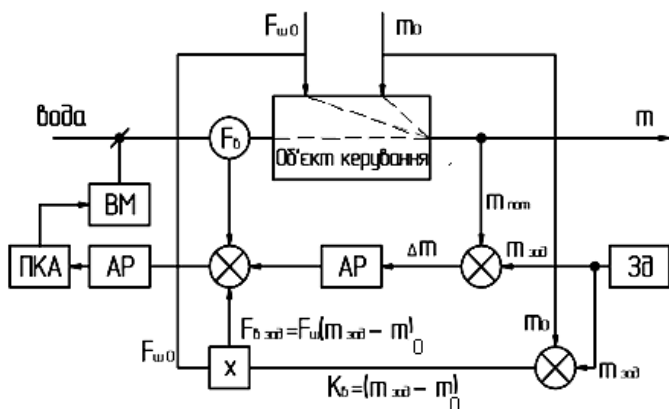 Fш0 m0
вода Fв Об'єкт керування m
ВМ
mпот
ПКА АР АР Δm mзад Зд
Fв зад=Fш(mзад – m)0
m0
Fш0 х mзад
Kв=(mзад – m)0